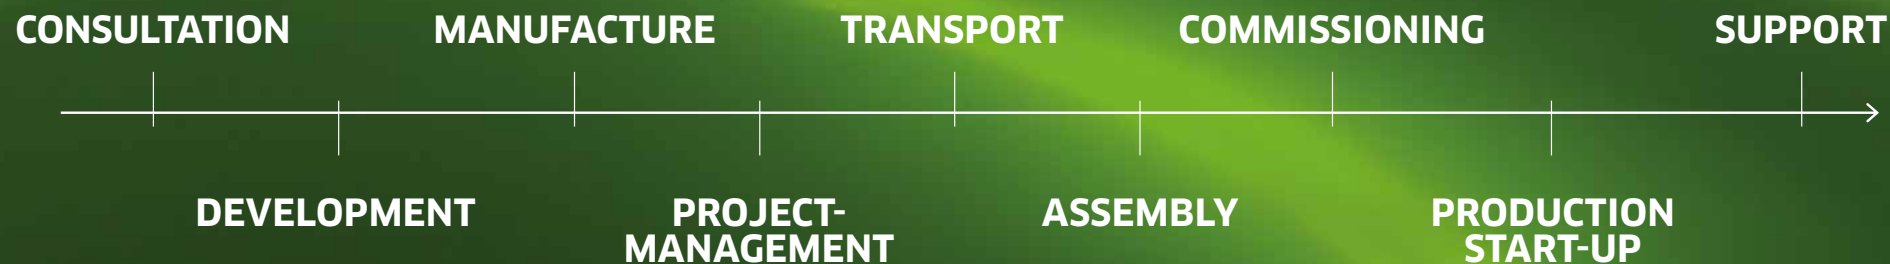 CONSULTATION
MANUFACTURE
TRANSPORT
COMMISSIONING
SUPPORT
DEVELOPMENT
PROJECT-
MANAGEMENT
ASSEMBLY
PRODUCTION
START-UP